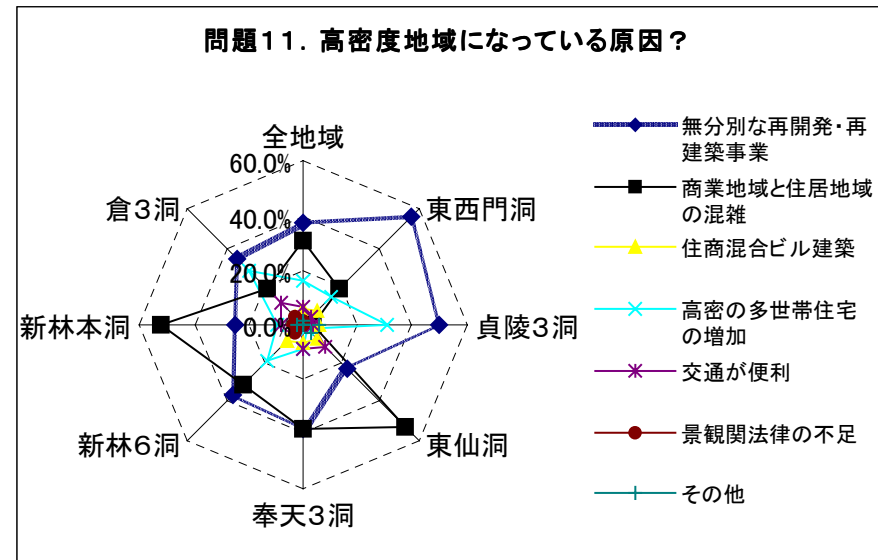 問題11．高密度地域になっている原因？
全地域
東西門洞
貞陵3洞
東仙洞
奉天3洞
新林6洞
新林本洞
倉3洞
60.0%
40.0%
20.0%
0.0%
無分別な再開発・再
建築事業
商業地域と住居地域
の混雑
住商混合ビル建築
高密の多世帯住宅
の増加
交通が便利
景観関法律の不足
その他